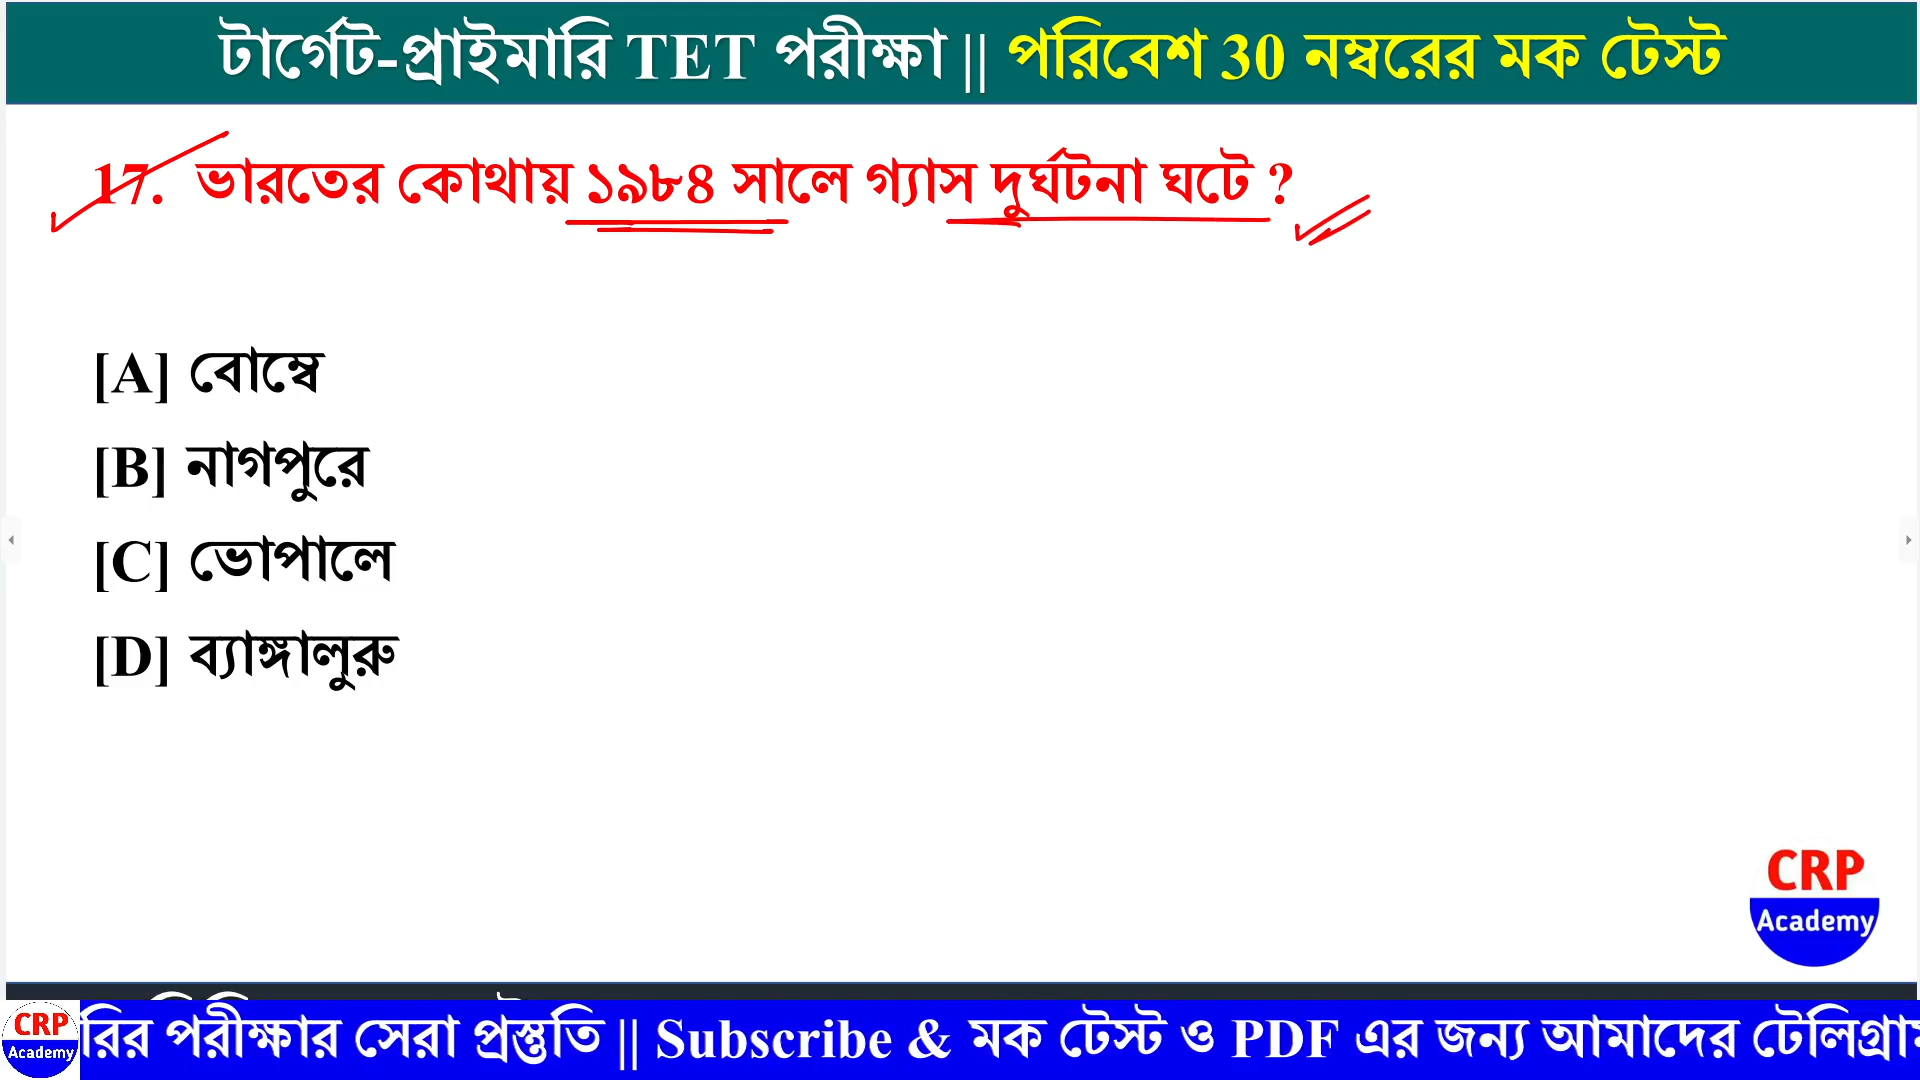 টার্গেট-প্রাইমারি TET পরীক্ষা || পরিবেশ 30 নম্বরের মক টেস্ট
17. ভারতের কোথায় ১৯৮৪ সালে গ্যাস দুর্ঘটনা ঘটে ?
[A] বোম্বে
[B] নাগপুরে
[C] ভোপালে
[D] ব্যাঙ্গালুরু
CRP
Academy
CRP
Academy
রির পরীক্ষার সেরা প্রস্তুতি || Subscribe & মক টেস্ট ও PDF এর জন্য আমাদের